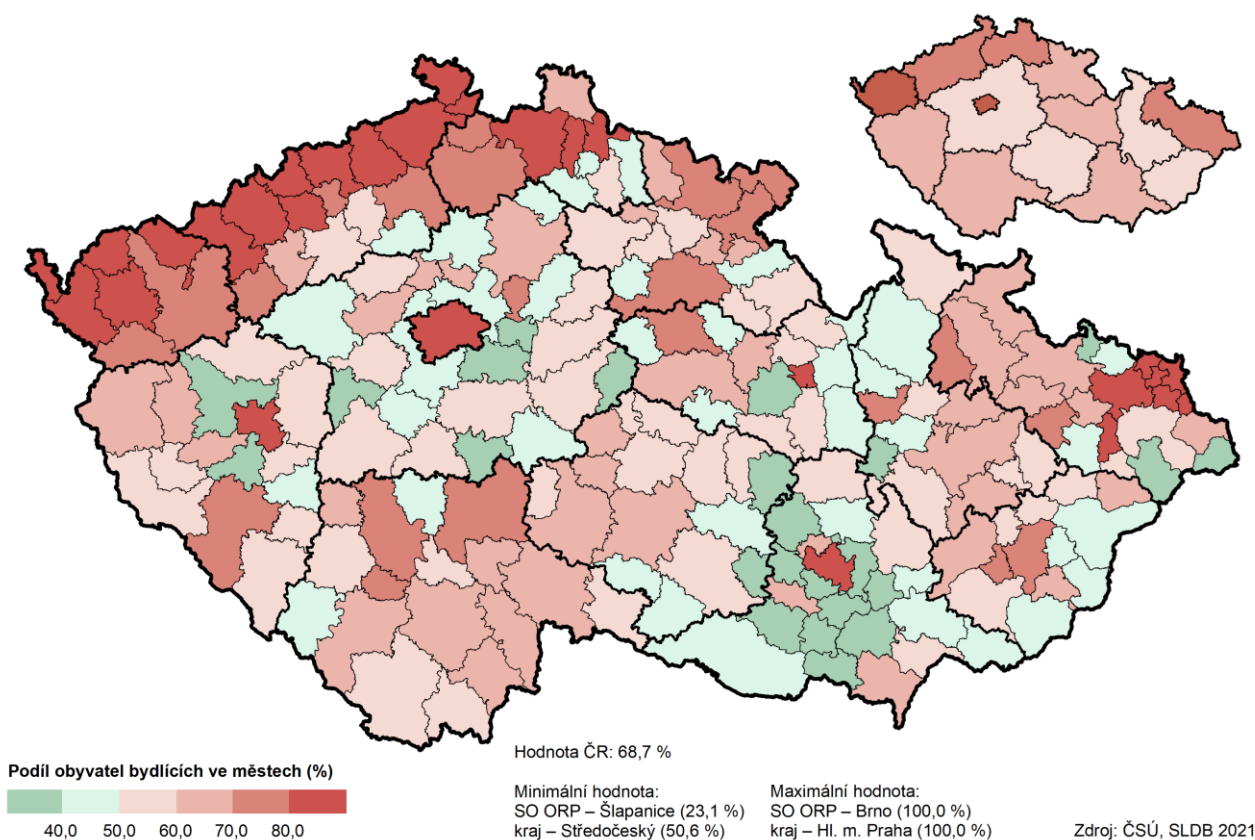 Hodnota ČR: 68,7 %
Podíl obyvatel bydlících ve městech (%)
40,0 50,0 60,0 70,0 80,0
Minimální hodnota:
SO ORP – Šlapanice (23,1 %)
kraj – Středočeský (50,6 %)
Maximální hodnota:
SO ORP – Brno (100,0 %)
kraj – Hl. m. Praha (100,0 %)
Zdroj: ČSÚ, SLDB 2021